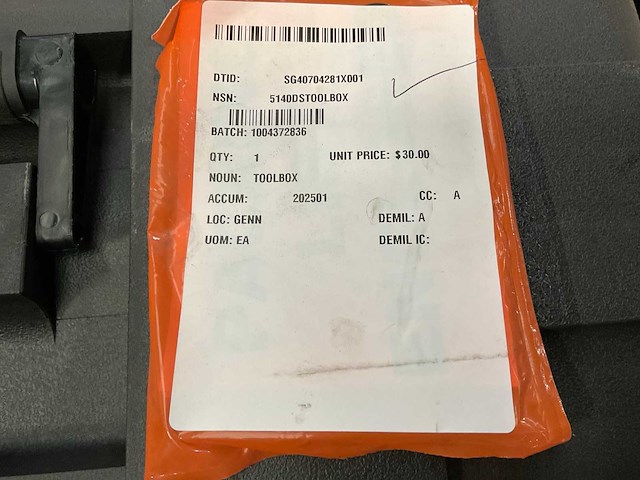 DTID: SG40704281X001
NSN: 5140DSTOOLBOX
BATCH: 1004372836
QTY: 1 UNIT PRICE: $30.00
NOUN: TOOLBOX
ACCUM: 202501 CC: A
LOC: GENN DEMIL: A
UOM: EA DEMIL IC: